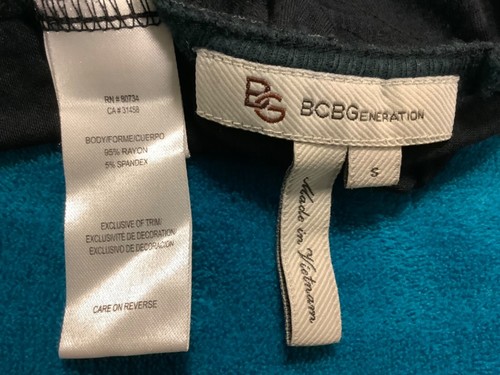 RN # 80734
CA # 31458
BODY/FORME/CUERPO
95% RAYON
5% SPANDEX
EXCLUSIVE OF TRIM
EXCLUSIVITE DE DECORATION
EXCLUSIVO DE DECORACION
CARE ON REVERSE
BG BCBGENERATION
S
Made in Vietnam